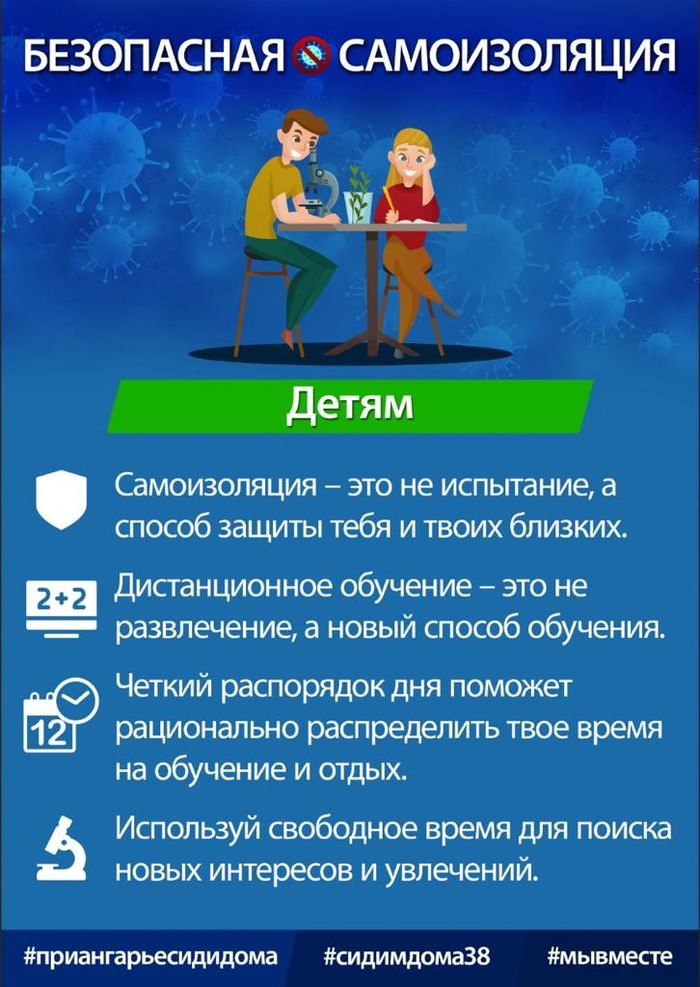 БЕЗОПАСНАЯ САМОИЗОЛЯЦИЯ
Детям
Самоизоляция – это не испытание, а
способ защиты тебя и твоих близких.
2+2
Дистанционное обучение – это не
развлечение, а новый способ обучения.
12
Четкий распорядок дня поможет
рационально распределить твое время
на обучение и отдых.
Используй свободное время для поиска
новых интересов и увлечений.
#приангарьесидидома #сидимдома38 #мывместе